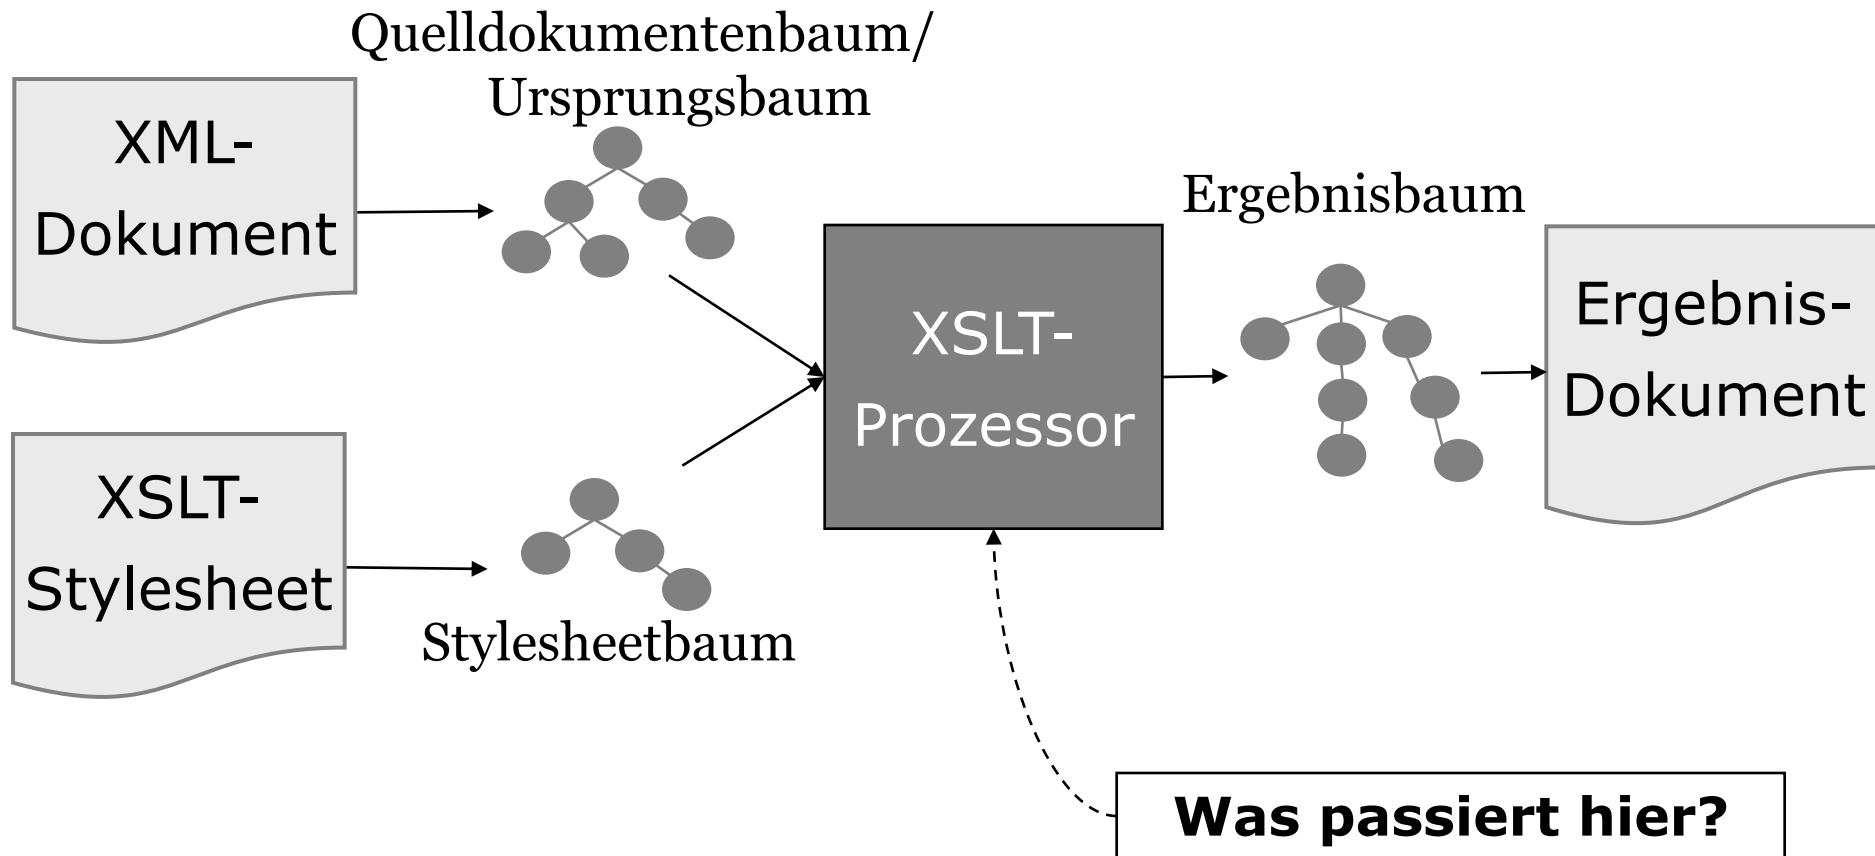 Quelldokumentenbaum/
Ursprungsbaum
XML-
Dokument
XSLT-
Stylesheet
Stylesheetbaum
XSLT-
Prozessor
Ergebnisbaum
Ergebnis-
Dokument
Was passiert hier?